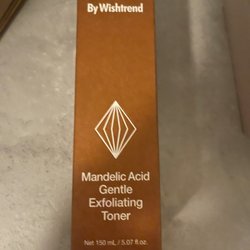 By Wishtrend
Mandelic Acid
Gentle
Exfoliating
Toner
Net 150 mL / 5.07 fl.oz.